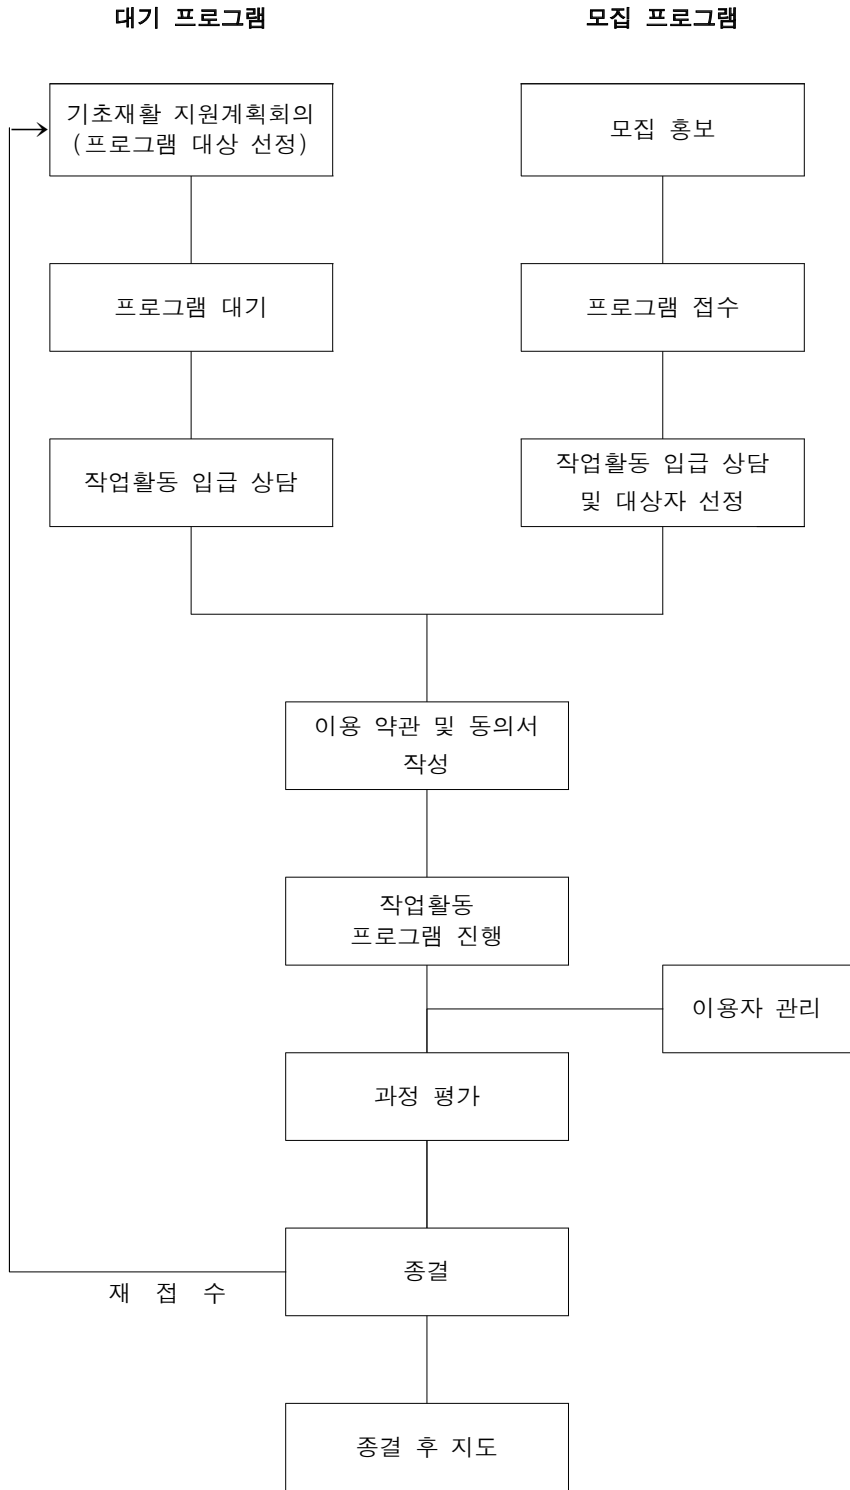 대기 프로그램
모집 프로그램
기초재활 지원계획회의
(프로그램 대상 선정)
모집 홍보
프로그램 대기
프로그램 접수
작업활동 입급 상담
작업활동 입급 상담
및 대상자 선정
이용 약관 및 동의서
작성
작업활동
프로그램 진행
이용자 관리
과정 평가
종결
재 접 수
종결 후 지도